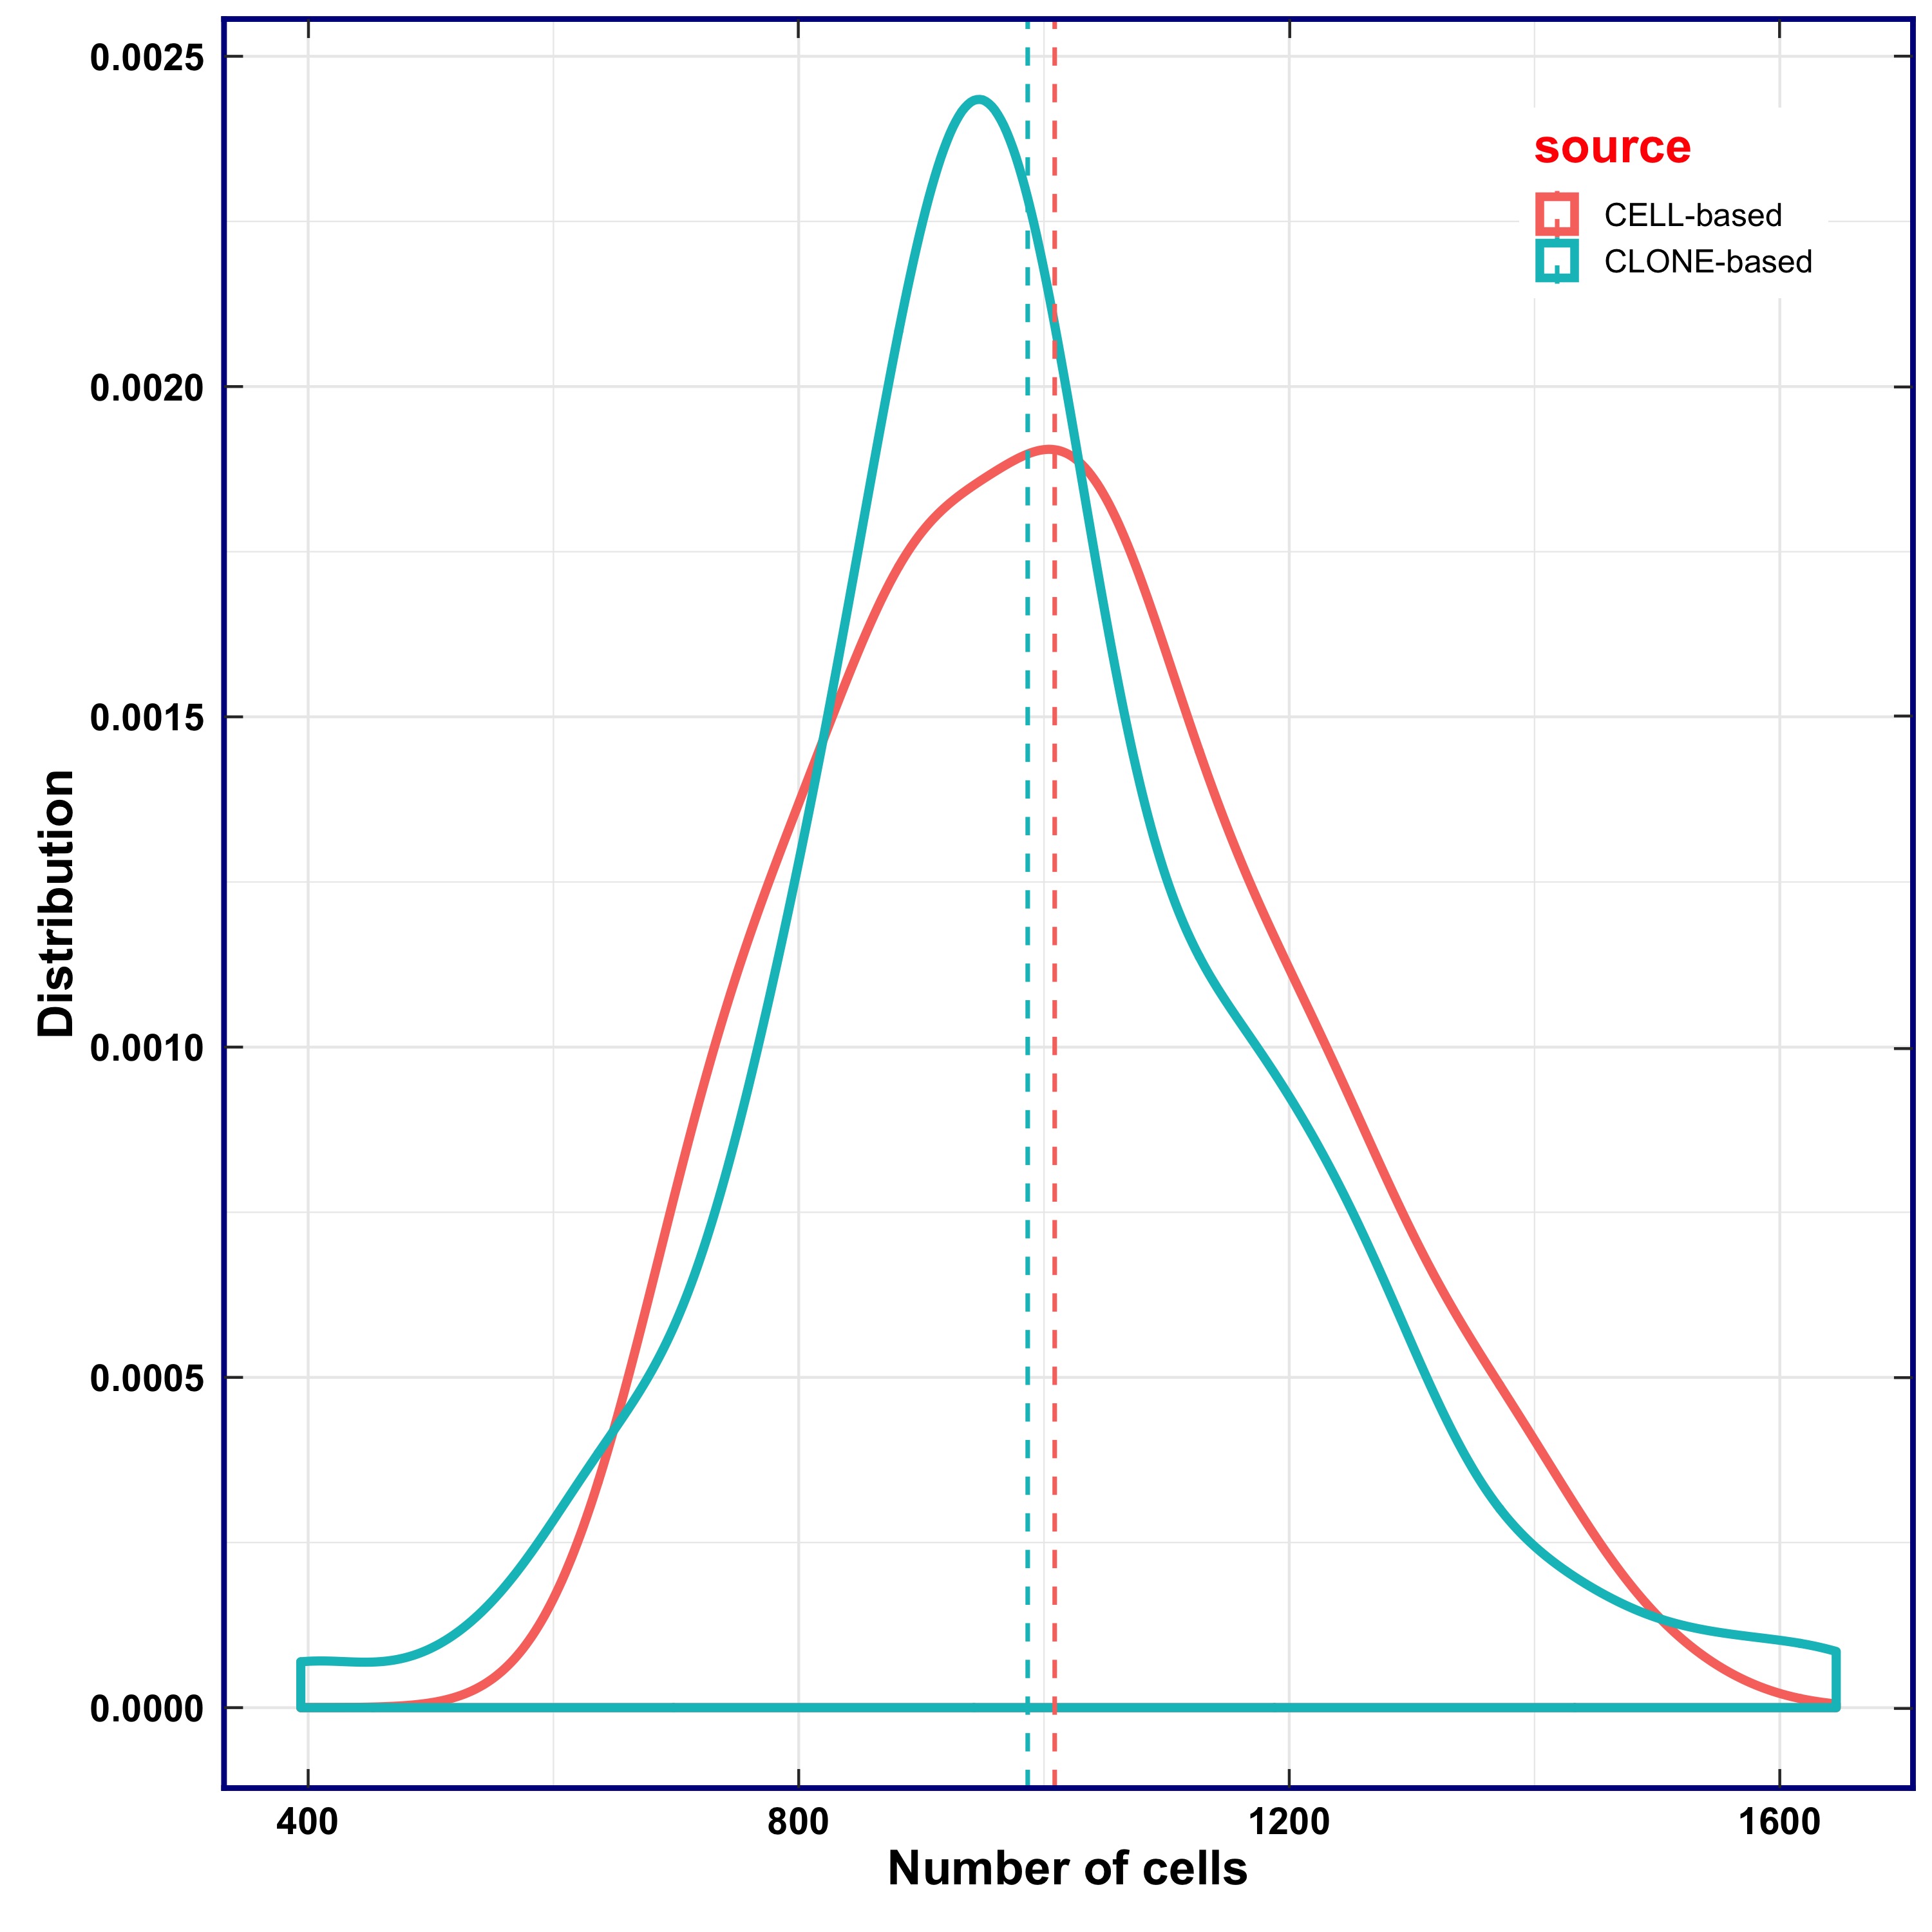 0.0025
0.0020
0.0015
0.0010
0.0005
0.0000
Distribution
source
CELL-based
CLONE-based
400 800 1200 1600
Number of cells